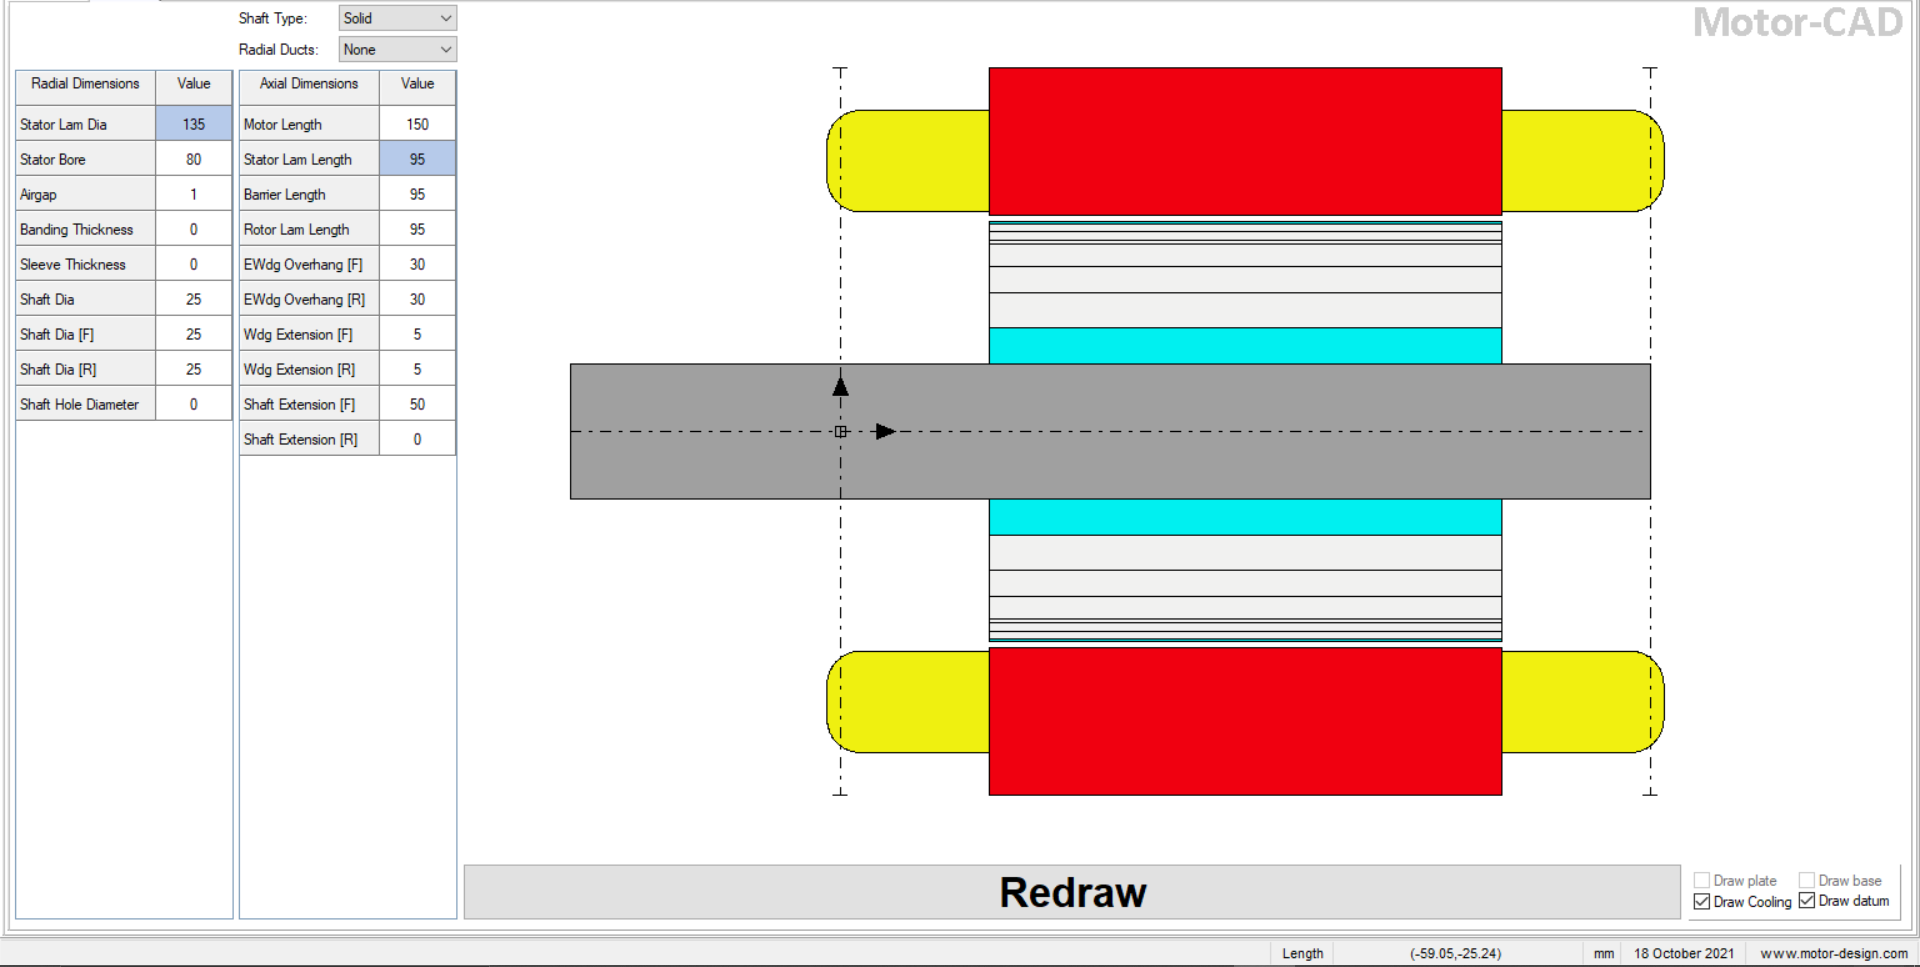 Motor-CAD
Shaft Type: Solid
Radial Ducts: None
Radial Dimensions Value Axial Dimensions Value
Stator Lam Dia 135 Motor Length 150
Stator Bore 80 Stator Lam Length 95
Airgap 1 Barrier Length 95
Banding Thickness 0 Rotor Lam Length 95
Sleeve Thickness 0 EWdg Overhang [F] 30
Shaft Dia 25 EWdg Overhang [R] 30
Shaft Dia [F] 25 Wdg Extension [F] 5
Shaft Dia [R] 25 Wdg Extension [R] 5
Shaft Hole Diameter 0 Shaft Extension [F] 50
Shaft Extension [R] 0
Redraw
Draw plate Draw base
Draw Cooling Draw datum
Length (-59.05,-25.24) mm 18 October 2021 www.motor-design.com